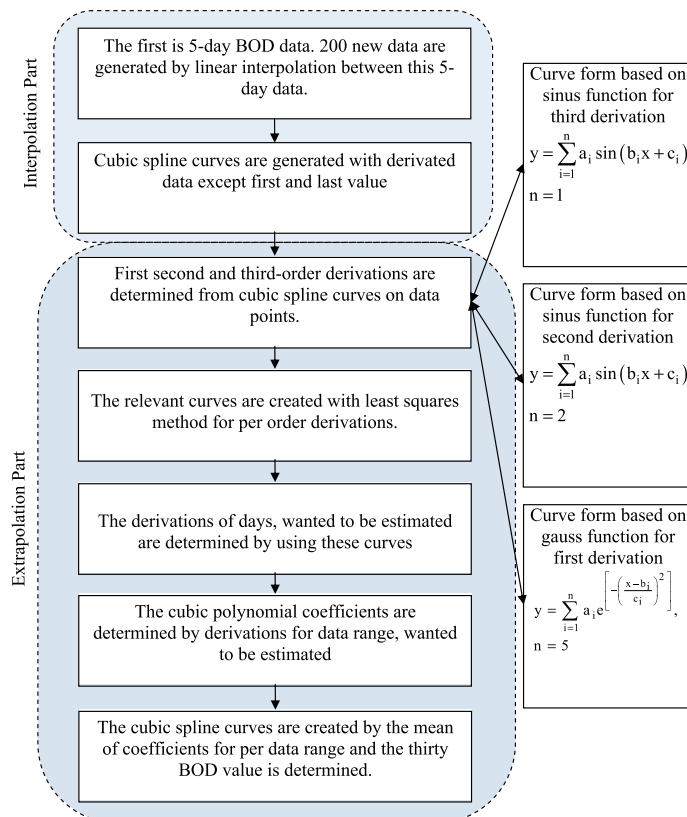 Interpolation Part
The first is 5-day BOD data. 200 new data are
generated by linear interpolation between this 5-
day data.
Cubic spline curves are generated with derivated
data except first and last value
Extrapolation Part
First second and third-order derivations are
determined from cubic spline curves on data
points.
The relevant curves are created with least squares
method for per order derivations.
The derivations of days, wanted to be estimated
are determined by using these curves
The cubic polynomial coefficients are
determined by derivations for data range, wanted
to be estimated
The cubic spline curves are created by the mean
of coefficients for per data range and the thirty
BOD value is determined.
Curve form based on
sinus function for
third derivation
y = ∑_{i=1}^{n} a_i sin(b_i x + c_i)
n = 1
Curve form based on
sinus function for
second derivation
y = ∑_{i=1}^{n} a_i sin(b_i x + c_i)
n = 2
Curve form based on
gauss function for
first derivation
y = ∑_{i=1}^{n} a_i e^{[-((x-b_i)/c_i)^2]},
n = 5